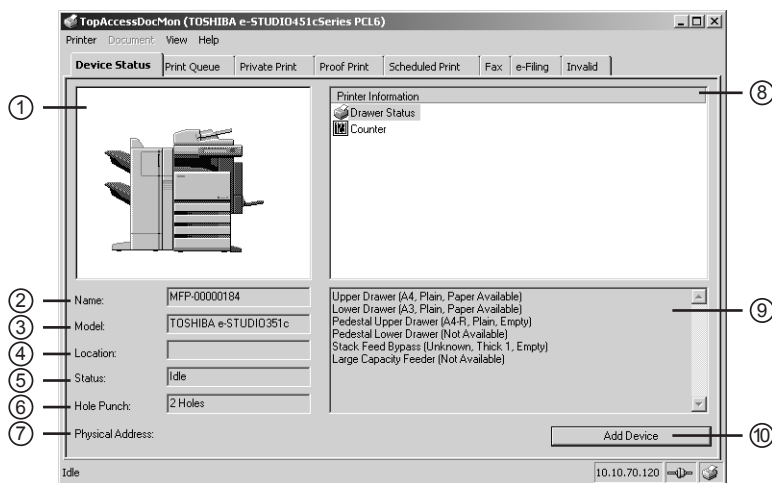 TopAccessDocMon (TOSHIBA e-STUDIO451cSeries PCL6)
Printer Document View Help
Device Status Print Queue Private Print Proof Print Scheduled Print Fax e-Filing Invalid
① Printer Information ⑧
Drawer Status
Counter
② Name: MFP-00000184
③ Model: TOSHIBA e-STUDIO351c
④ Location:
⑤ Status: Idle
⑥ Hole Punch: 2 Holes
⑦ Physical Address:
Upper Drawer (A4, Plain, Paper Available)
Lower Drawer (A3, Plain, Paper Available) ⑨
Pedestal Upper Drawer (A4-R, Plain, Empty)
Pedestal Lower Drawer (Not Available)
Stack Feed Bypass (Unknown, Thick 1, Empty)
Large Capacity Feeder (Not Available)
Add Device ⑩
Idle 10.10.70.120